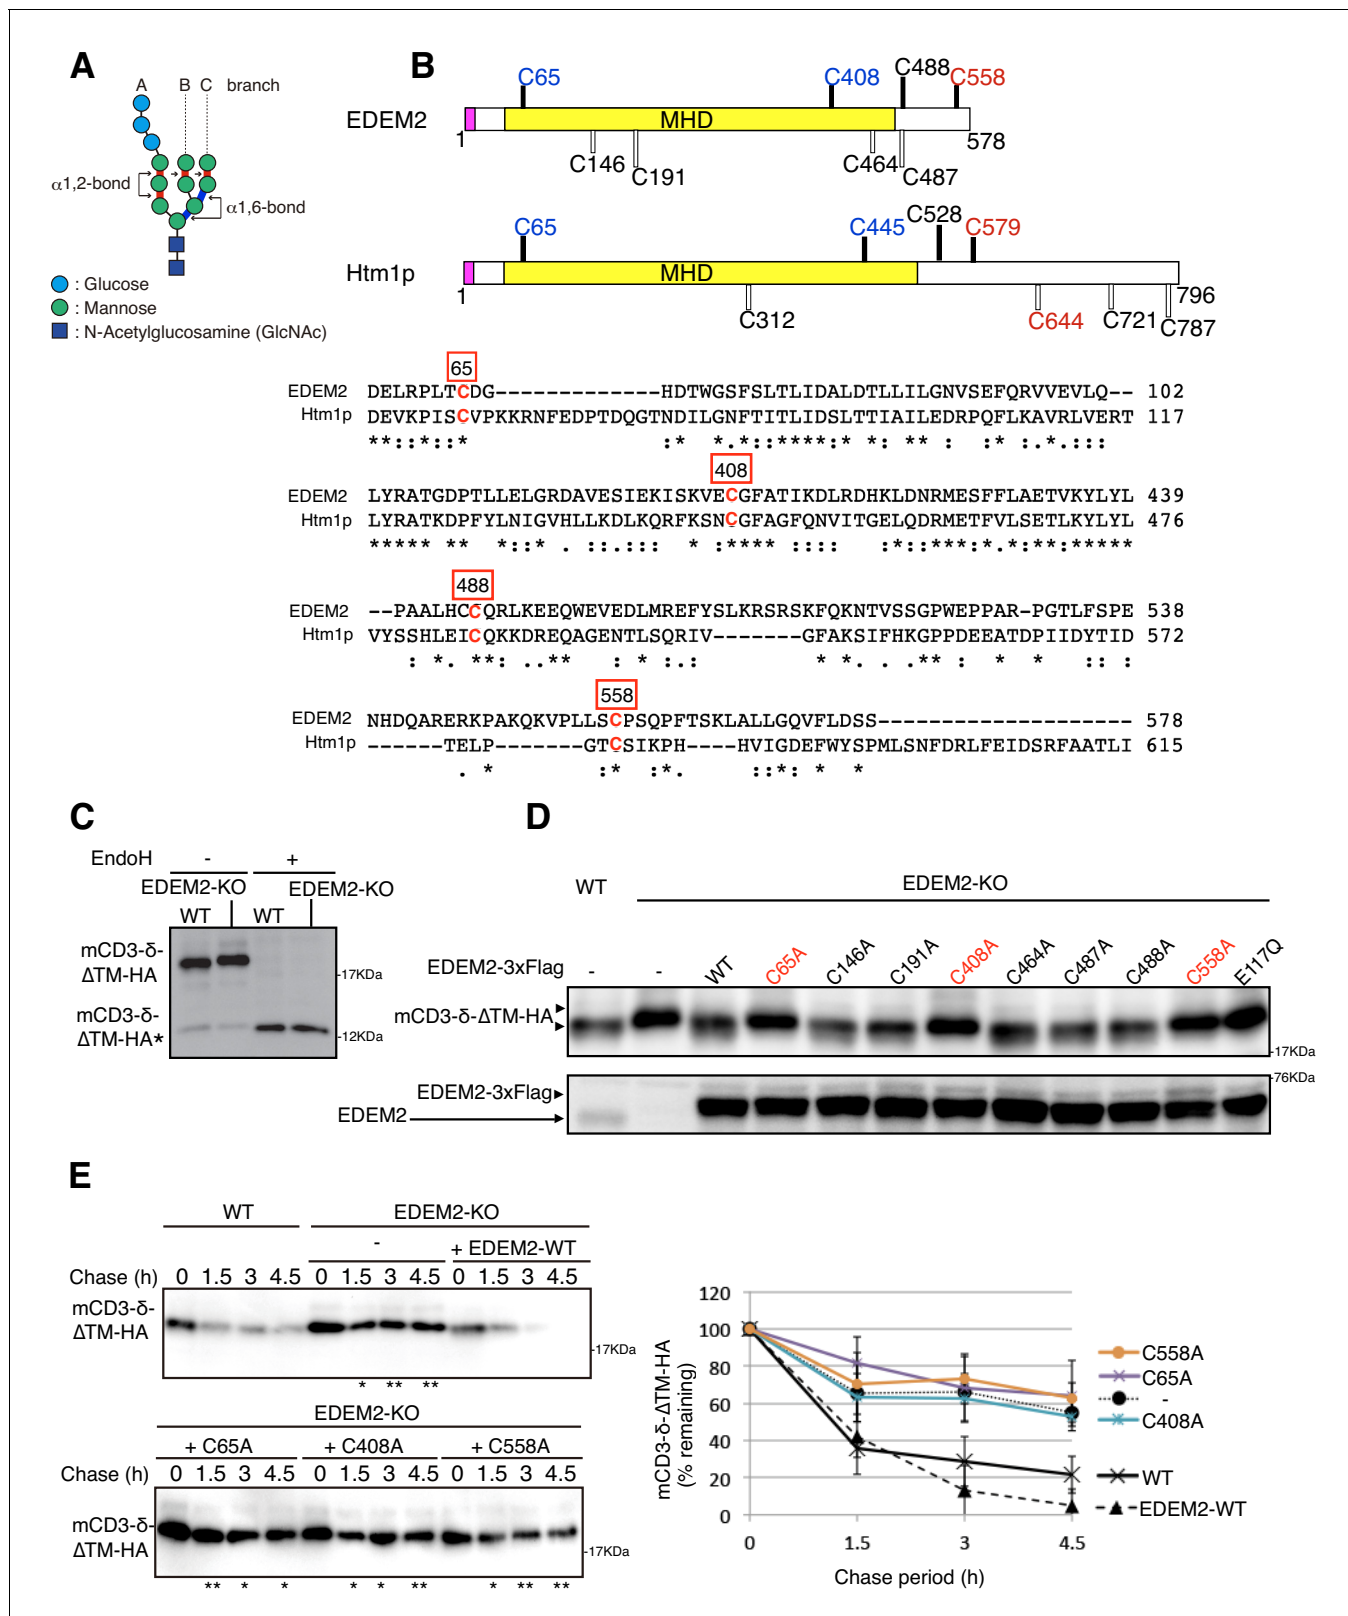 A
A B C branch
α1,2-bond
α1,6-bond
: Glucose
: Mannose
: N-Acetylglucosamine (GlcNAc)
B
C65 C408 C488 C558
EDEM2 MHD
1 578
C146 C191 C464 C487
C65 C445 C528 C579
Htm1p MHD
1 796
C312 C644 C721 C787
65
EDEM2 DELRPLTCDG-------------HDTWGSFSLTLIDALDTLLILGNVSEFQRVVEVLQ-- 102
Htm1p DEVKPISCVPKKRNFEDPTDQGTNDILGNFTITLIDSLTTIAILEDRPQFLKAVRLVERT 117
**::*::* :* *.*::****:* *: ** : :* *:.*.:::
408
EDEM2 LYRATGDPTLLELGRDAVESIEKISKVECGFATIKDLRDHKLDNRMESFFLAETVKYLYL 439
Htm1p LYRATKDPFYLNIGVHLLKDLKQRFKSNCGFAGFQNVITGELQDRMETFVLSETLKYLYL 476
***** ** *::* . :.::::: * :**** :::: :*::***:*.*:**:*****
488
EDEM2 --PAALHCCQRLKEEQWEVEDLMREFYSLKRSRSKFQKNTVSSGPWEPPAR-PGTLFSPE 538
Htm1p VYSSHLEICQKKDREQAGENTLSQRIV-------GFAKSIFHKGPPDEEATDPIIDYTID 572
: *. **: ..** : *:.: * *. . .** : * * :: :
558
EDEM2 NHDQARERKPAKQKVPLLSCPSQPFTSKLALLGQVFLDSS-------------------- 578
Htm1p ------TELP-------GTCSIKPH----HVIGDEFWYSPMLSNFDRLFEIDSRFAATLI 615
. * :* :*. ::*: * *
C
EndoH - +
EDEM2-KO EDEM2-KO
WT WT
mCD3-δ-
ΔTM-HA
-17KDa
mCD3-δ-
ΔTM-HA*
-12KDa
D
WT EDEM2-KO
EDEM2-3xFlag - - WT C65A C146A C191A C408A C464A C487A C488A C558A E117Q
mCD3-δ-ΔTM-HA
-17KDa
-76KDa
EDEM2-3xFlag
EDEM2
E
WT EDEM2-KO
- + EDEM2-WT
Chase (h) 0 1.5 3 4.5 0 1.5 3 4.5 0 1.5 3 4.5
mCD3-δ-
ΔTM-HA
-17KDa
* ** **
EDEM2-KO
+ C65A + C408A + C558A
Chase (h) 0 1.5 3 4.5 0 1.5 3 4.5 0 1.5 3 4.5
mCD3-δ-
ΔTM-HA
-17KDa
** * * * * ** * ** **
mCD3-δ-ΔTM-HA
(% remaining)
120
100
80
60
40
20
0
0 1.5 3 4.5
Chase period (h)
C558A
C65A
-
C408A
WT
EDEM2-WT